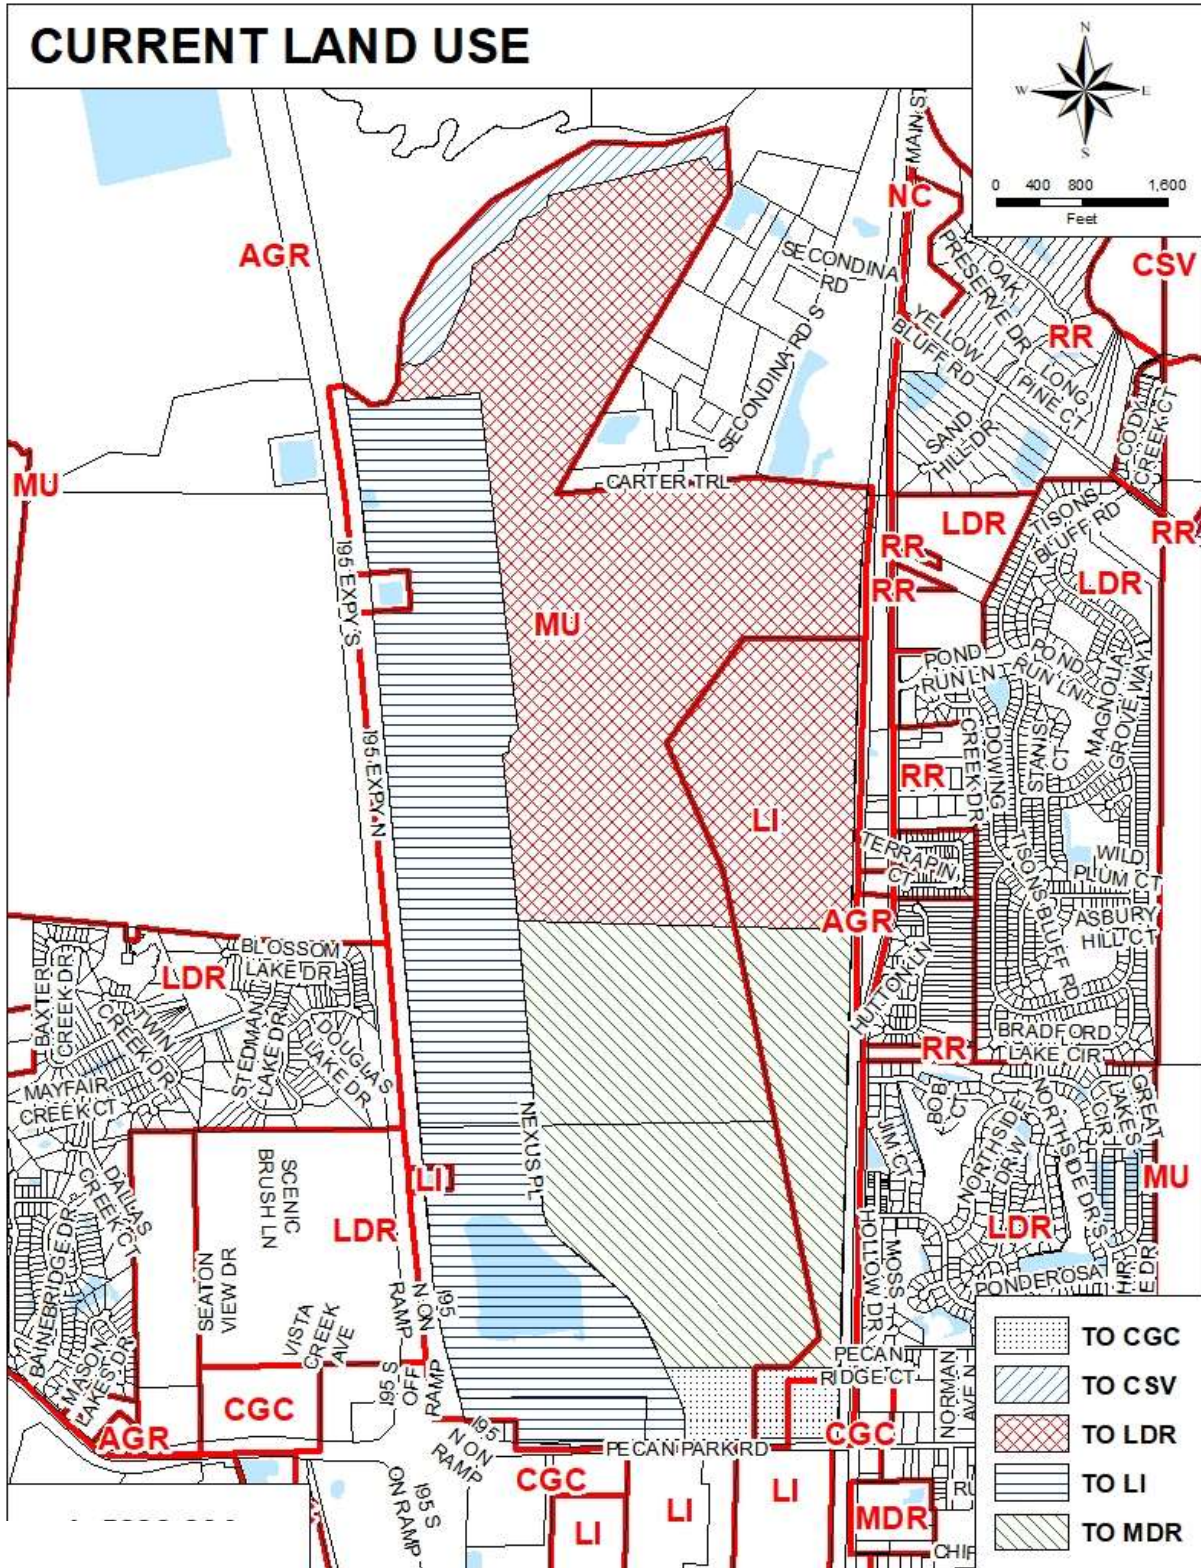 CURRENT LAND USE
N
W
E
S
0 400 800 1,600
Feet
MAIN ST
NC
AGR
SECONDINA
RD
CSV
OAK
PRESERVE DR
RR
YELLOW
BLUFF RD
LONG
PINE CT
SECONDINA RD S
SAND
HILL DR
CODY
CREEK CT
MU
CARTER TRL
TISONS
BLUFF RD
LDR
RR
RR
I95 EXPY S
RR
LDR
MU
POND
RUN LN
POND
RUN LN
MAGNOLIA
GROVE WAY
I95 EXPY N
CREEK DR
DOWING
STANIS
CT
RR
LI
TERRAPIN
CT
WILD
PLUM CT
TISONS BLUFF RD
ASBURY
HILL CT
AGR
BLOSSOM
LAKE DR
LDR
BAXTER
CREEK DR
TWIN
CREEK DR
STEDMAN
LAKE DR
DOUGLAS
LAKE DR
HUTTON LN
BRADFORD
LAKE CIR
RR
MAYFAIR
CREEK CT
NEXUS PL
BOB
CT
JIM CT
NORTHSIDE
DR W
NORTHSIDE DR S
GREAT
LAKES
CIR
MU
DALLAS
CREEK CT
SCENIC
BRUSH LN
LI
LDR
LDR
BAINEBRIDGE DR
SEATON
VIEW DR
HOLLOW DR
MOSS
PONDEROSA
I95
N ON
RAMP
VISTA
CREEK
AVE
MASON
LAKES DR
I95 S
OFF
RAMP
PECAN
RIDGE CT
NORMAN
AVE N
CGC
AGR
I95
N ON
RAMP
PECAN PARK RD
CGC
CGC
I95 S
ON RAMP
LI
LI
LI
MDR
TO CGC
TO CSV
TO LDR
TO LI
TO MDR